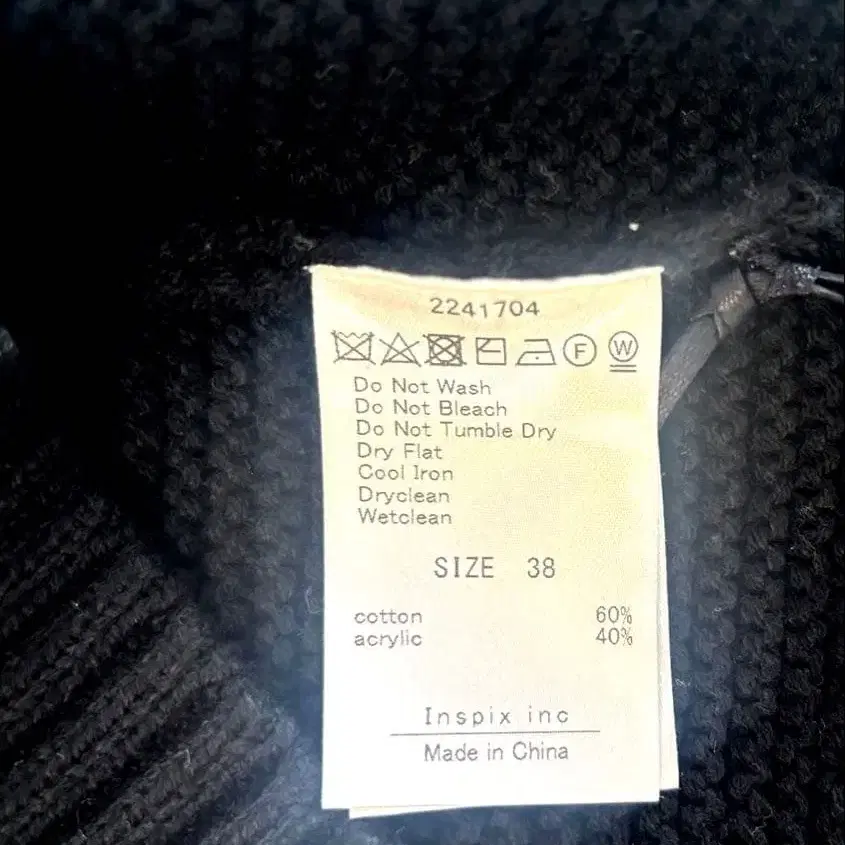 2241704
F W
Do Not Wash
Do Not Bleach
Do Not Tumble Dry
Dry Flat
Cool Iron
Dryclean
Wetclean
SIZE 38
cotton 60%
acrylic 40%
Inspix inc
Made in China